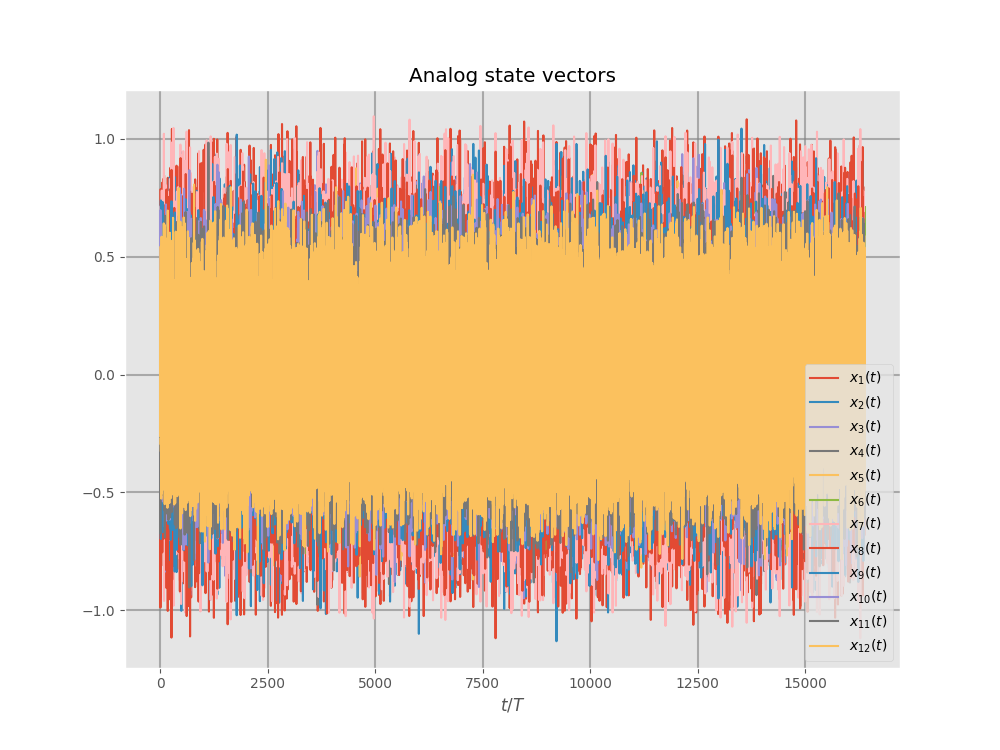 Analog state vectors
1.0
0.5
0.0
−0.5
−1.0
0 2500 5000 7500 10000 12500 15000
t/T
x₁(t)
x₂(t)
x₃(t)
x₄(t)
x₅(t)
x₆(t)
x₇(t)
x₈(t)
x₉(t)
x₁₀(t)
x₁₁(t)
x₁₂(t)